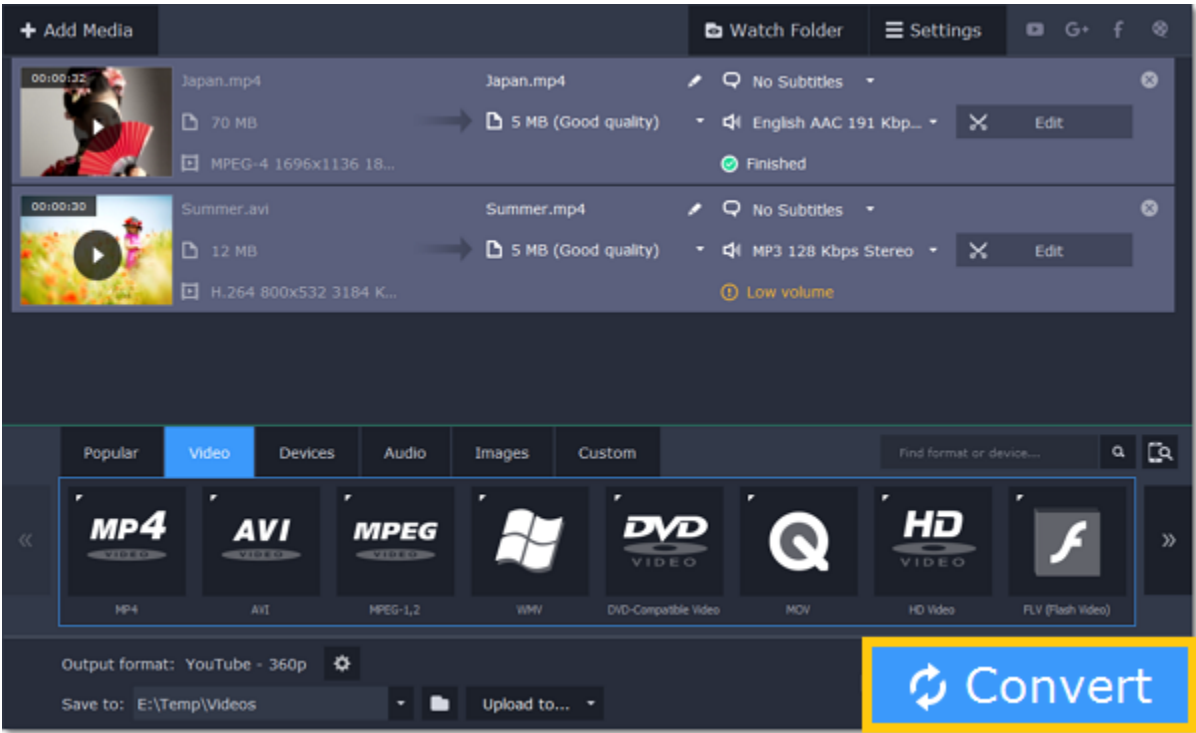 Add Media
Watch Folder
Settings
G+
f
00:00:32
Japan.mp4
Japan.mp4
No Subtitles
70 MB
5 MB (Good quality)
English AAC 191 Kbp...
Edit
MPEG-4 1696x1136 18...
Finished
00:00:30
Summer.avi
Summer.mp4
No Subtitles
12 MB
5 MB (Good quality)
MP3 128 Kbps Stereo
Edit
H.264 800x532 3184 K...
Low volume
Popular
Video
Devices
Audio
Images
Custom
Find format or device....
MP4
VIDEO
AVI
VIDEO
MPEG
VIDEO
DVD
VIDEO
HD
VIDEO
f
MP4
AVI
MPEG-1,2
WMV
DVD-Compatible Video
MOV
HD Video
FLV (Flash Video)
Output format: YouTube - 360p
Save to: E:\Temp\Videos
Upload to...
Convert